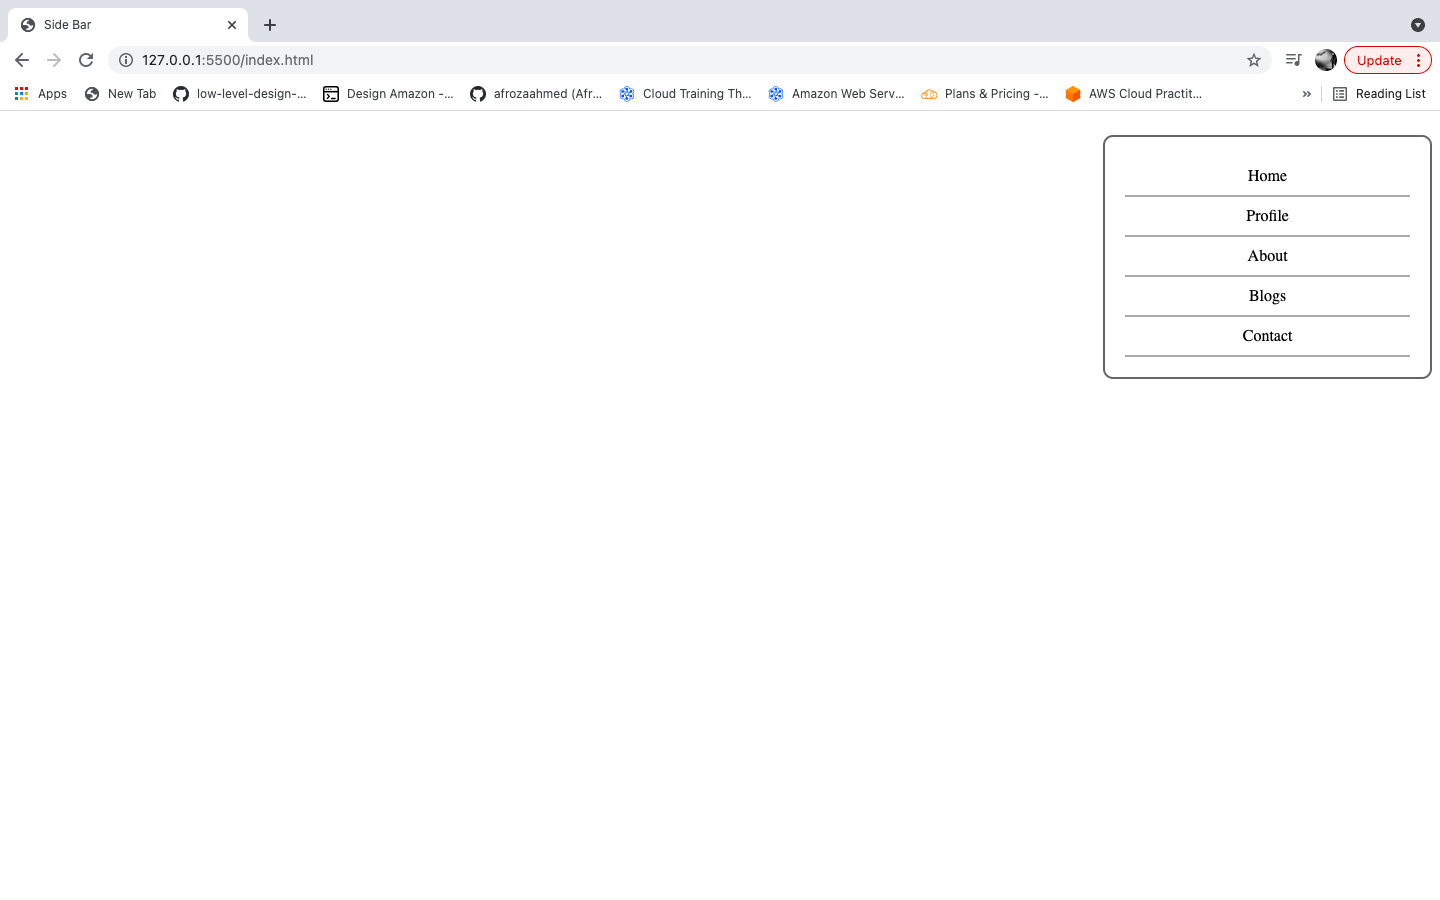 Side Bar
127.0.0.1:5500/index.html
Update
Apps
New Tab
low-level-design-...
Design Amazon -...
afrozaahmed (Afr...
Cloud Training Th...
Amazon Web Serv...
Plans & Pricing -...
AWS Cloud Practit...
»
Reading List
Home
Profile
About
Blogs
Contact